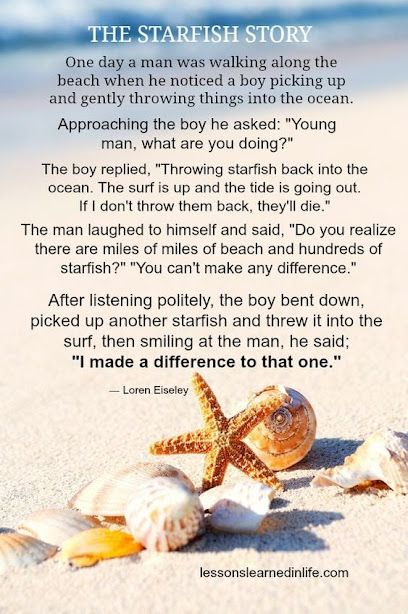 THE STARFISH STORY
One day a man was walking along the
beach when he noticed a boy picking up
and gently throwing things into the ocean.
Approaching the boy he asked: "Young
man, what are you doing?"
The boy replied, "Throwing starfish back into the
ocean. The surf is up and the tide is going out.
If I don't throw them back, they'll die."
The man laughed to himself and said, "Do you realize
there are miles of miles of beach and hundreds of
starfish?" "You can't make any difference."
After listening politely, the boy bent down,
picked up another starfish and threw it into the
surf, then smiling at the man, he said;
"I made a difference to that one."
— Loren Eiseley
lessonslearnedinlife.com